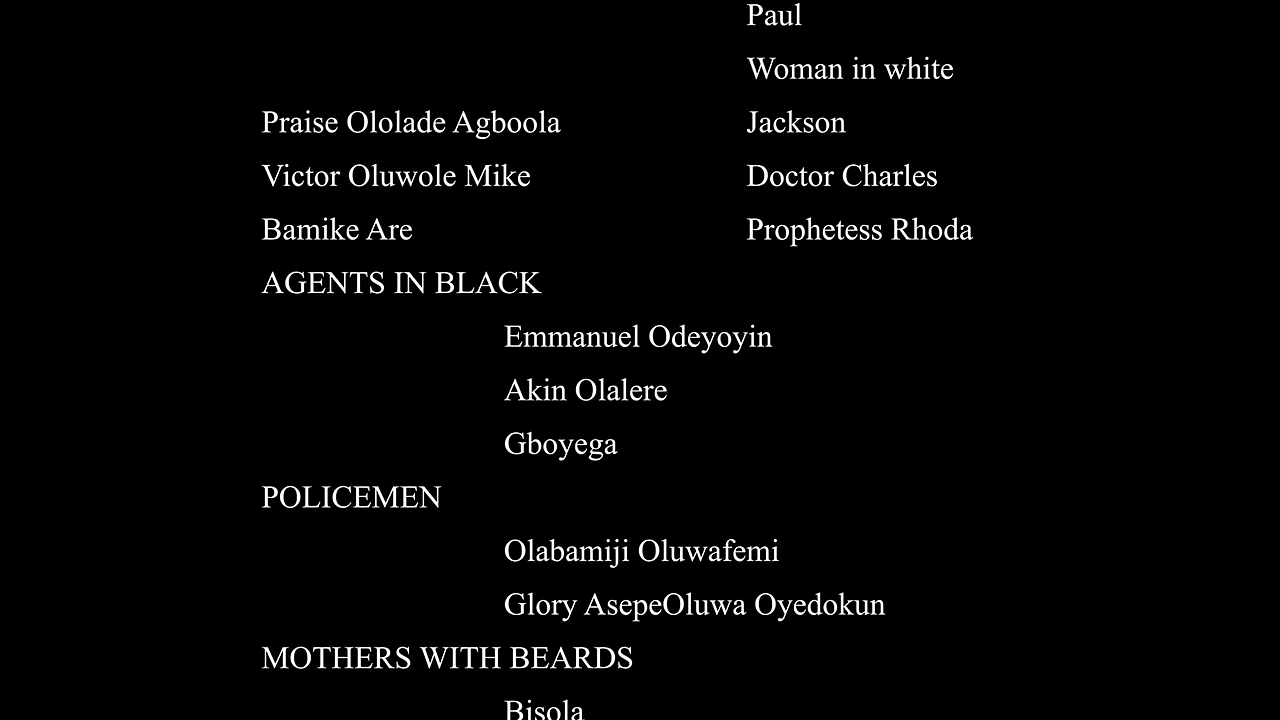 Paul
Woman in white
Praise Ololade Agboola Jackson
Victor Oluwole Mike Doctor Charles
Bamike Are Prophetess Rhoda
AGENTS IN BLACK
Emmanuel Odeyoyin
Akin Olalere
Gboyega
POLICEMEN
Olabamiji Oluwafemi
Glory AsepeOluwa Oyedokun
MOTHERS WITH BEARDS
Bisola